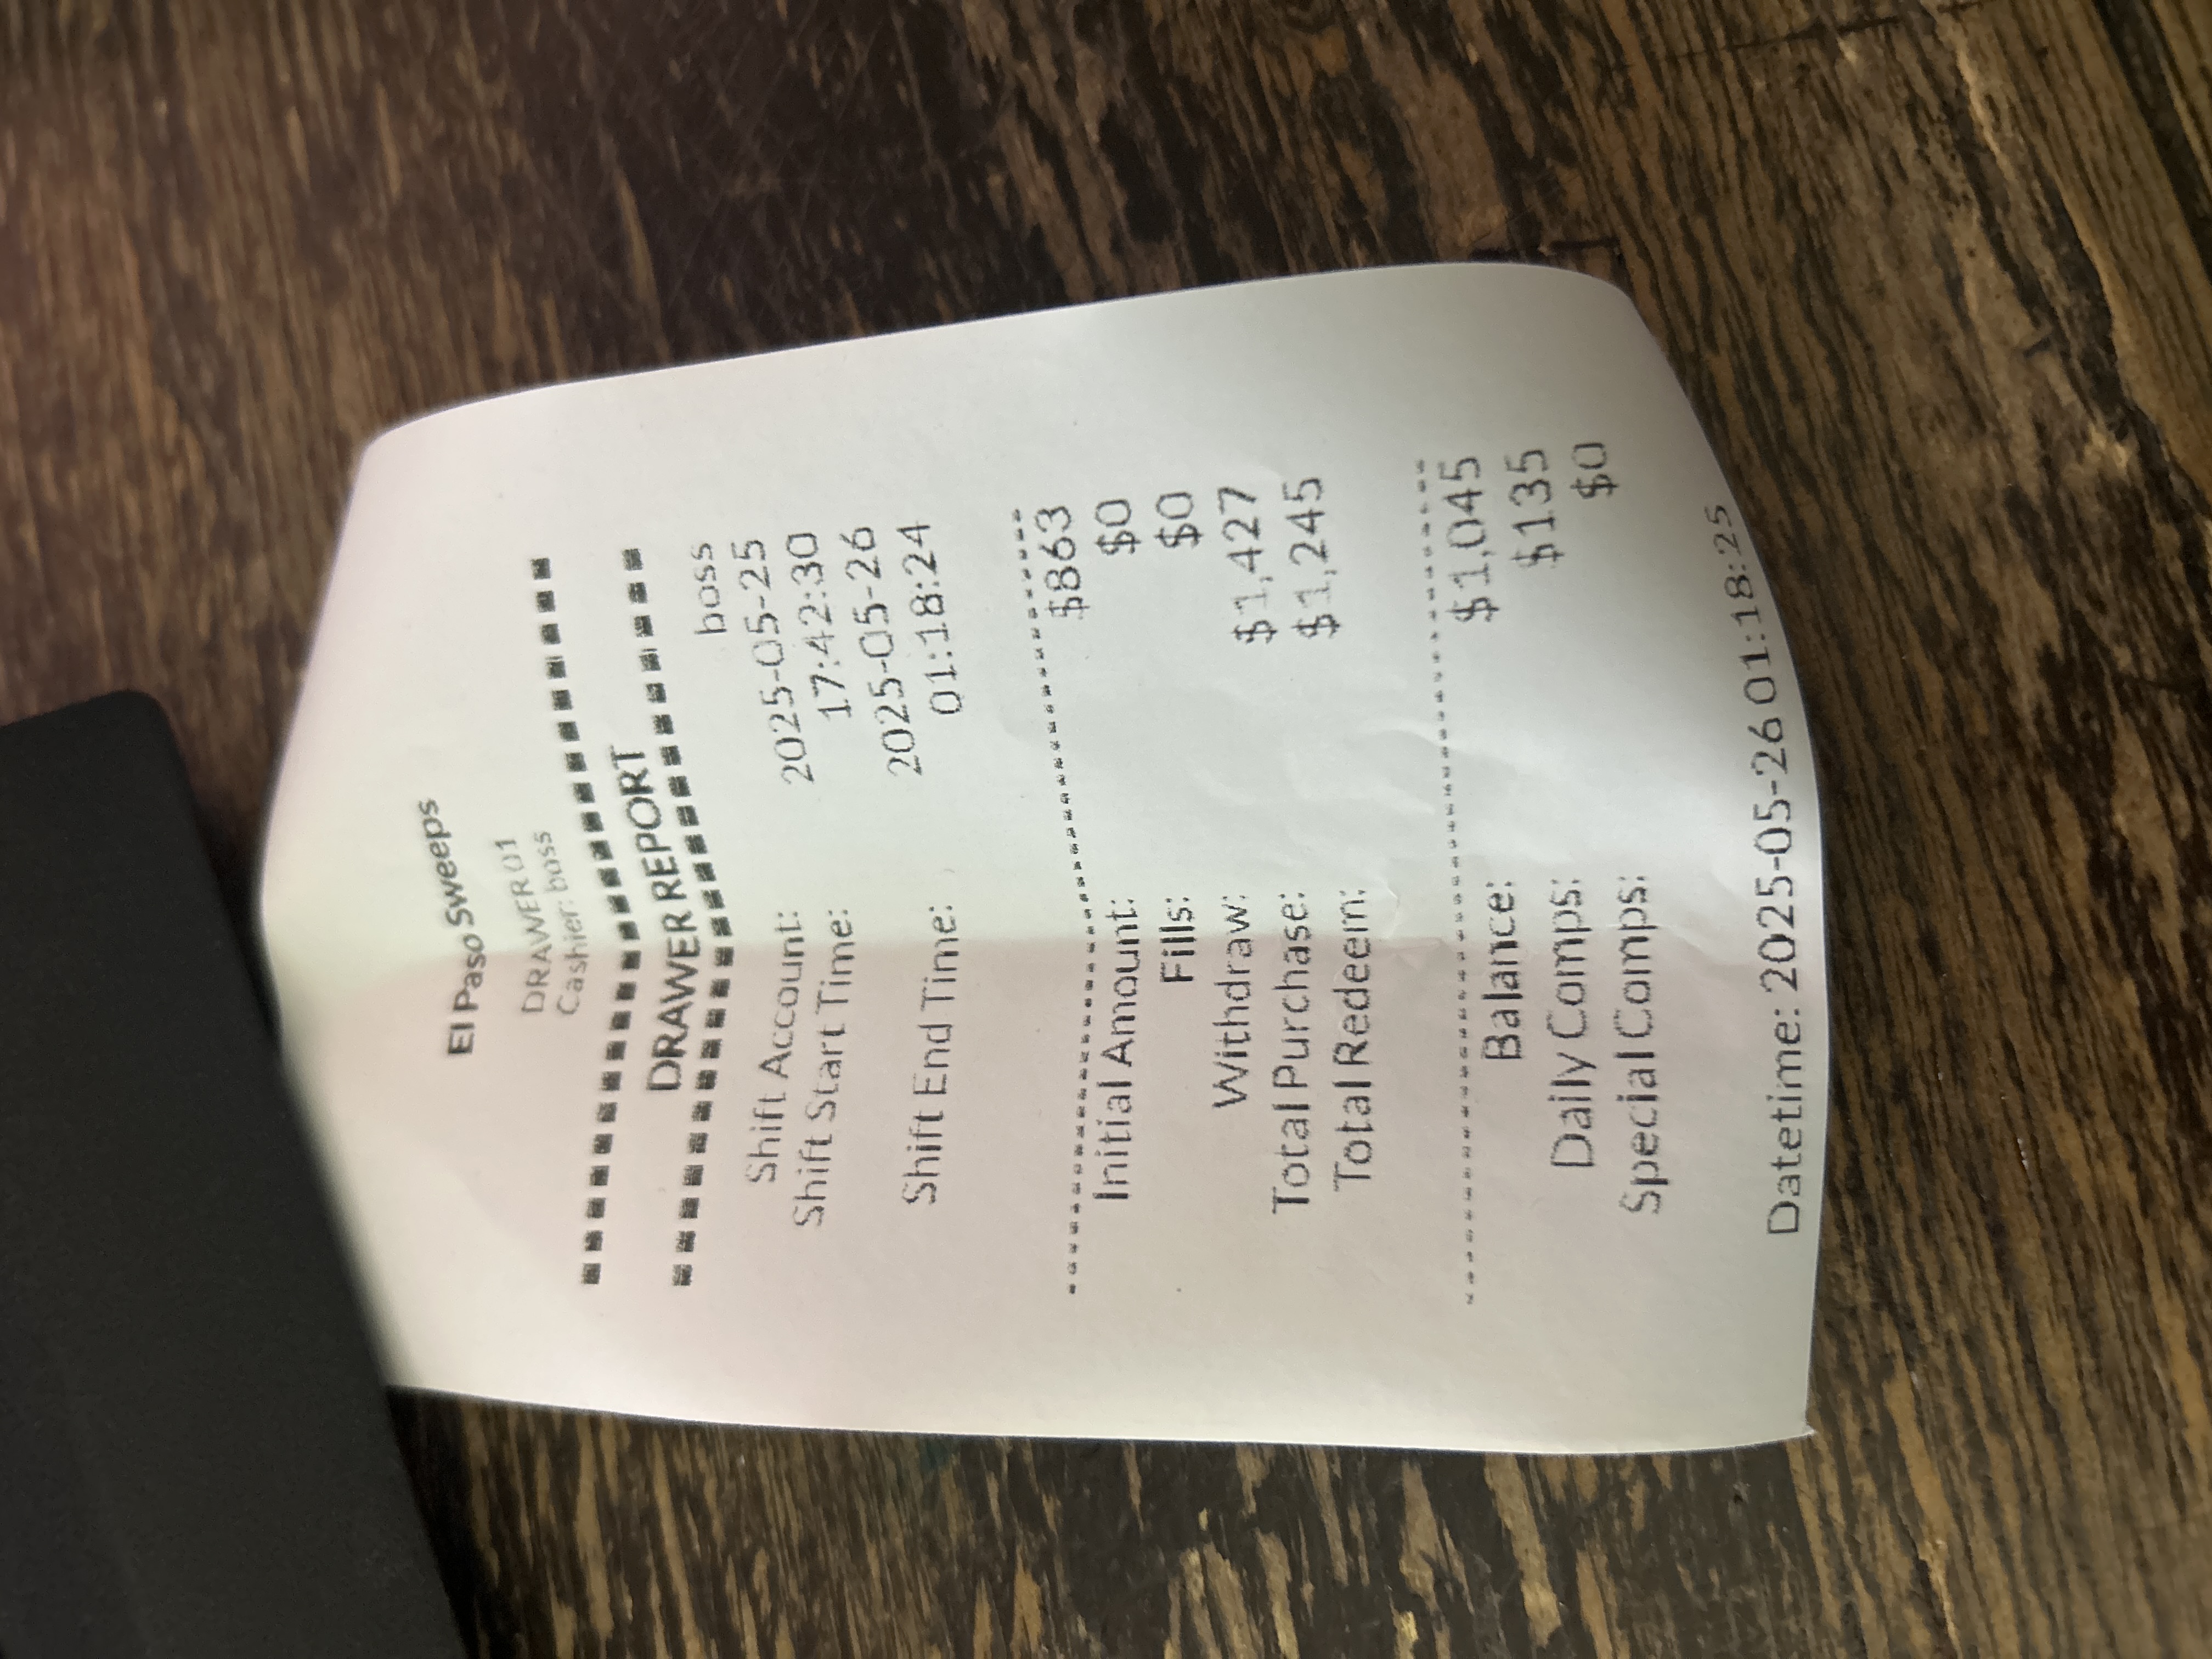 El Paso Sweeps
DRAWER 01
Cashier: boss
DRAWER REPORT
Shift Account: boss
Shift Start Time: 2025-05-25
17:42:30
Shift End Time: 2025-05-26
01:18:24
Initial Amount: $863
Fills: $0
Withdraw: $0
Total Purchase: $1,427
Total Redeem: $1,245
Balance: $1,045
Daily Comps: $135
Special Comps: $0
Datetime: 2025-05-26 01:18:25